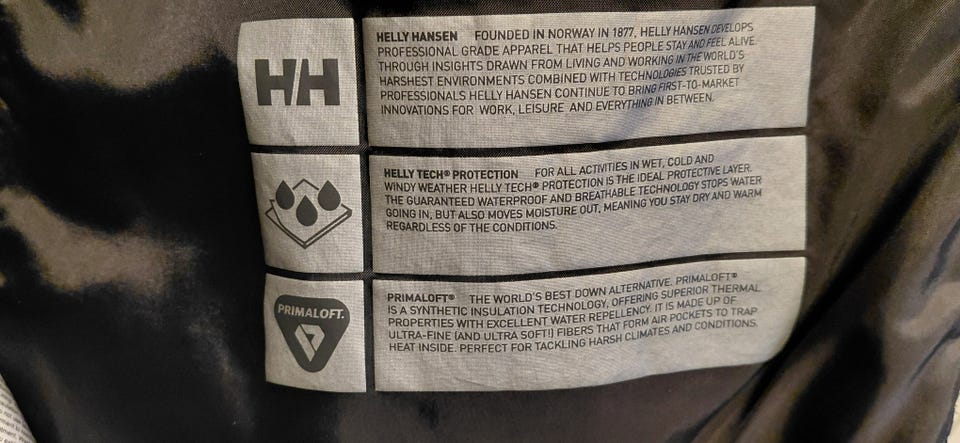 HELLY HANSEN FOUNDED IN NORWAY IN 1877, HELLY HANSEN DEVELOPS
PROFESSIONAL GRADE APPAREL THAT HELPS PEOPLE STAY AND FEEL ALIVE.
THROUGH INSIGHTS DRAWN FROM LIVING AND WORKING IN THE WORLD'S
HARSHEST ENVIRONMENTS COMBINED WITH TECHNOLOGIES TRUSTED BY
PROFESSIONALS HELLY HANSEN CONTINUE TO BRING FIRST-TO-MARKET
INNOVATIONS FOR WORK, LEISURE AND EVERYTHING IN BETWEEN.
HH
HELLY TECH® PROTECTION FOR ALL ACTIVITIES IN WET, COLD AND
WINDY WEATHER HELLY TECH® PROTECTION IS THE IDEAL PROTECTIVE LAYER.
THE GUARANTEED WATERPROOF AND BREATHABLE TECHNOLOGY STOPS WATER
GOING IN, BUT ALSO MOVES MOISTURE OUT, MEANING YOU STAY DRY AND WARM
REGARDLESS OF THE CONDITIONS.
PRIMALOFT.
PRIMALOFT® THE WORLD'S BEST DOWN ALTERNATIVE. PRIMALOFT®
IS A SYNTHETIC INSULATION TECHNOLOGY, OFFERING SUPERIOR THERMAL
PROPERTIES WITH EXCELLENT WATER REPELLENCY. IT IS MADE UP OF
ULTRA-FINE (AND ULTRA SOFT!) FIBERS THAT FORM AIR POCKETS TO TRAP
HEAT INSIDE. PERFECT FOR TACKLING HARSH CLIMATES AND CONDITIONS.